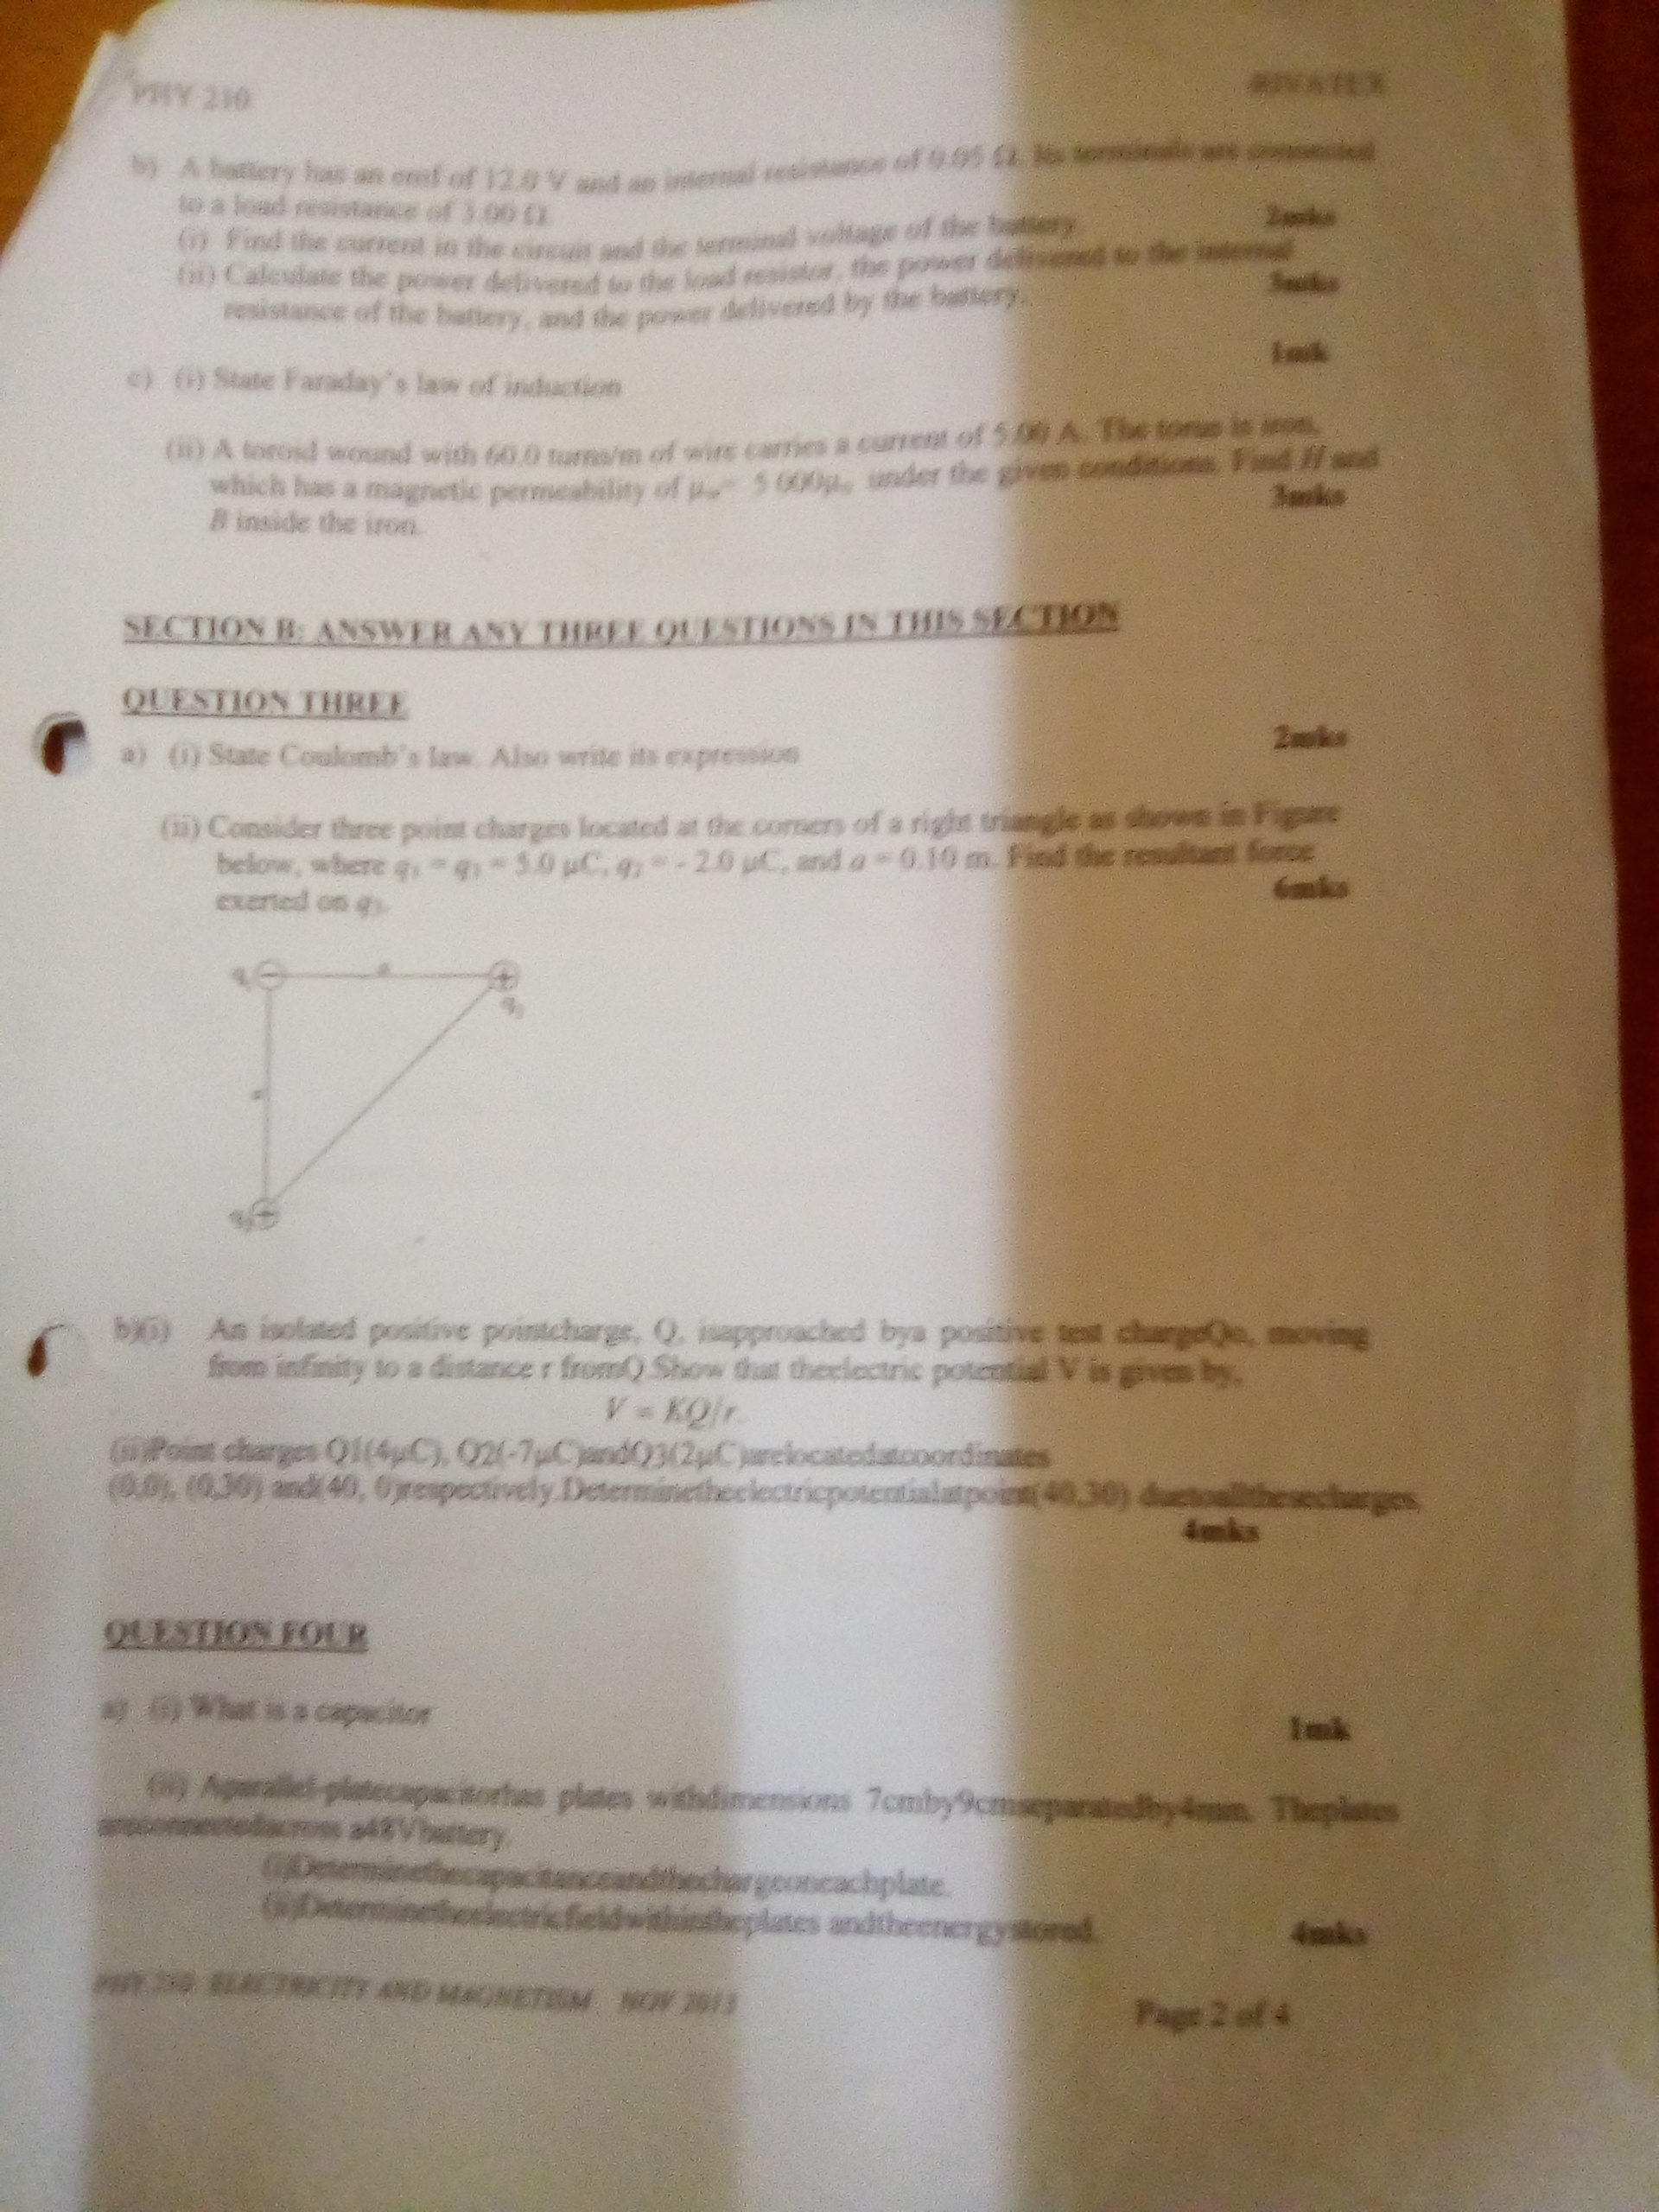 PHY 210
RIVATEX
b) A battery has an emf of 12.0 V and an internal resistance of 0.05 Ω. Its terminals are connected
to a load resistance of 3.00 Ω.
(i) Find the current in the circuit and the terminal voltage of the battery. 2mks
(ii) Calculate the power delivered to the load resistor, the power delivered to the internal
resistance of the battery, and the power delivered by the battery. 3mks
1mk
c) (i) State Faraday's law of induction
(ii) A toroid wound with 60.0 turns/m of wire carries a current of 5.00 A. The torus is iron,
which has a magnetic permeability of μₘ= 5 000μₒ under the given conditions. Find H and
B inside the iron. 3mks
SECTION B: ANSWER ANY THREE QUESTIONS IN THIS SECTION
QUESTION THREE
a) (i) State Coulomb's law. Also write its expression 2mks
(ii) Consider three point charges located at the corners of a right triangle as shown in Figure
below, where q₁ = q₃ = 5.0 μC, q₂ = - 2.0 μC, and a = 0.10 m. Find the resultant force
exerted on q₃. 6mks
a
q₃
a
b)(i) An isolated positive pointcharge, Q, isapproached bya positive test chargeQo, moving
from infinity to a distance r fromQ.Show that theelectric potential V is given by,
V = KQ/r
(ii)Point charges Q1(4μC), Q2(-7μC)andQ3(2μC)arelocatedatcoordinates
(0,0), (0,30) and(40, 0)respectively.Determinetheelectricpotentialatpoint(40,30) duetoallthesecharges.
4mks
QUESTION FOUR
a) (i) What is a capacitor 1mk
(ii) Aparallel-platecapacitorhas plates withdimensions 7cmby9cmseparatedby4mm. Theplates
areconnectedacross a48Vbattery.
(i)Determinethecapacitanceandthechargeoneachplate.
(ii)Determinetheelectricfieldwithintheplates andtheenergystored. 4mks
PHY 210: ELECTRICITY AND MAGNETISM NOV 2013
Page 2 of 4